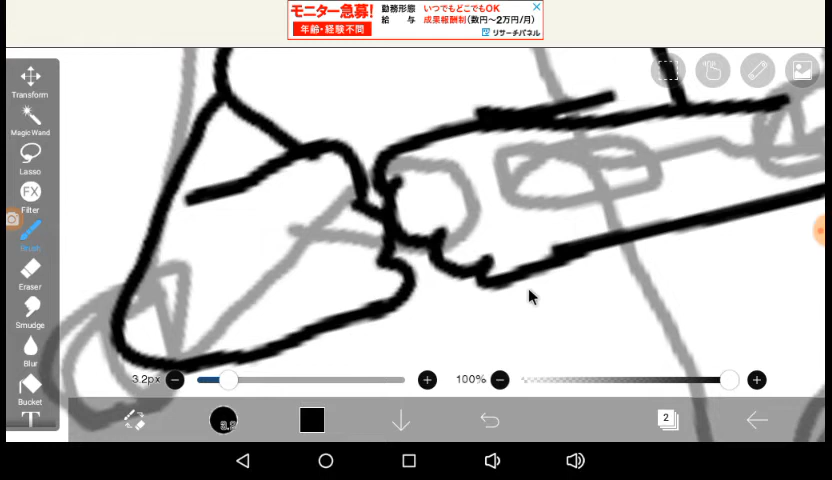 モニター急募!
年齢・経験不問
勤務形態 いつでもどこでもOK
給 与 成果報酬制(数円~2万円/月)
リサーチパネル
Transform
Magic Wand
Lasso
FX
Filter
Brush
Eraser
Smudge
Blur
Bucket
T
3.2px
100%
3.2
2